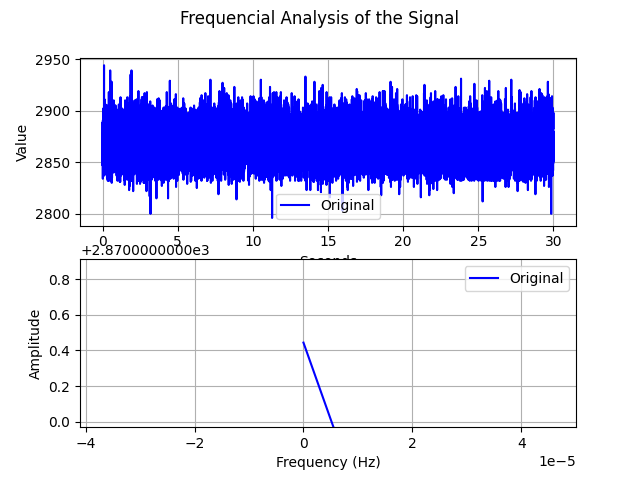 Frequencial Analysis of the Signal
2950
2900
2850
2800
Value
Original
0 5 10 15 20 25 30
Seconds
+2.8700000000e3
0.8
0.6
0.4
0.2
0.0
Amplitude
Original
−4 −2 0 2 4
1e−5
Frequency (Hz)